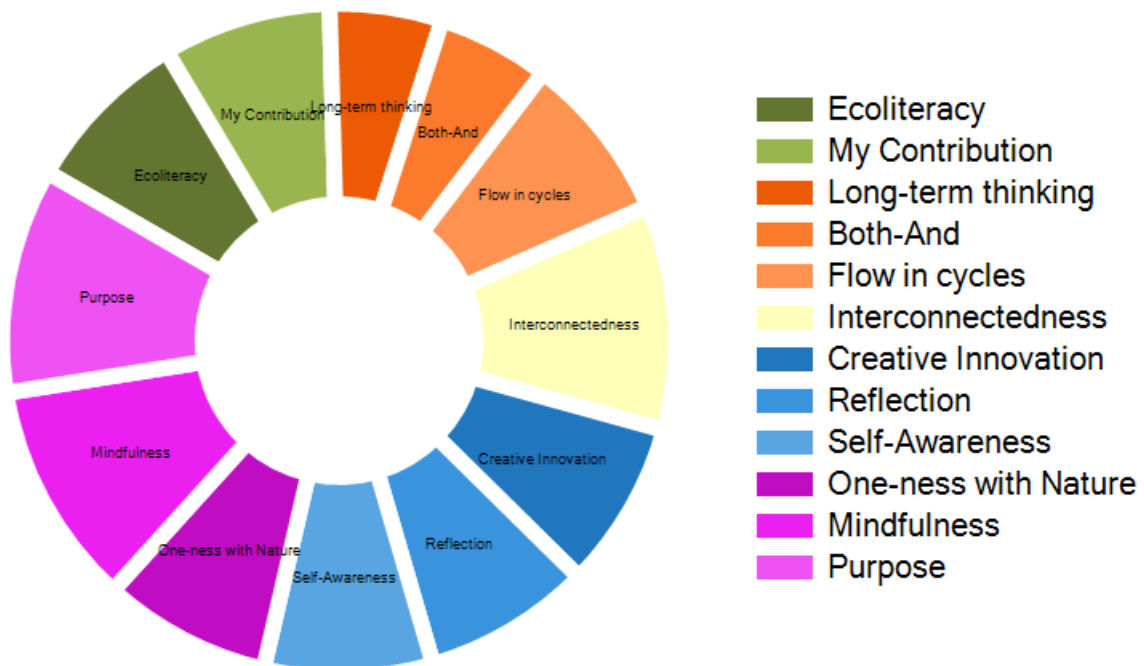 My Contribution
Long-term thinking
Both-And
Ecoliteracy
Flow in cycles
Purpose
Interconnectedness
Mindfulness
Creative Innovation
One-ness with Nature
Reflection
Self-Awareness
Ecoliteracy
My Contribution
Long-term thinking
Both-And
Flow in cycles
Interconnectedness
Creative Innovation
Reflection
Self-Awareness
One-ness with Nature
Mindfulness
Purpose